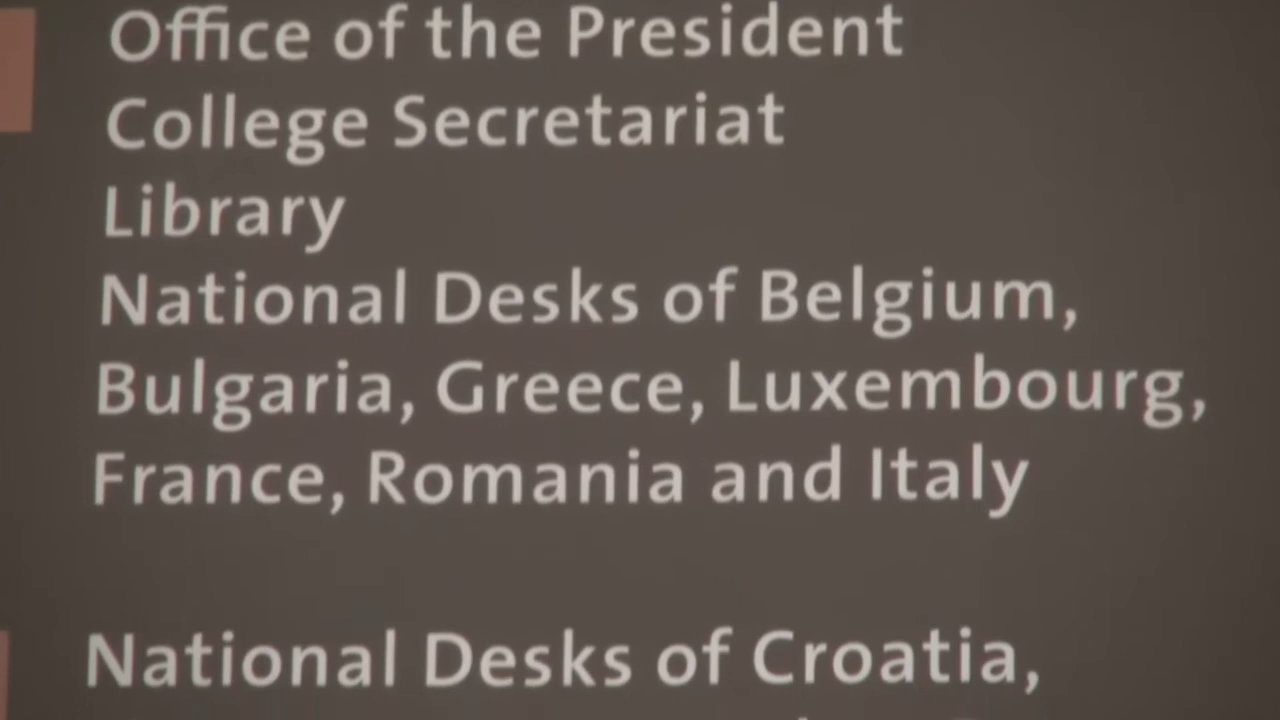 Office of the President
College Secretariat
Library
National Desks of Belgium,
Bulgaria, Greece, Luxembourg,
France, Romania and Italy
National Desks of Croatia,